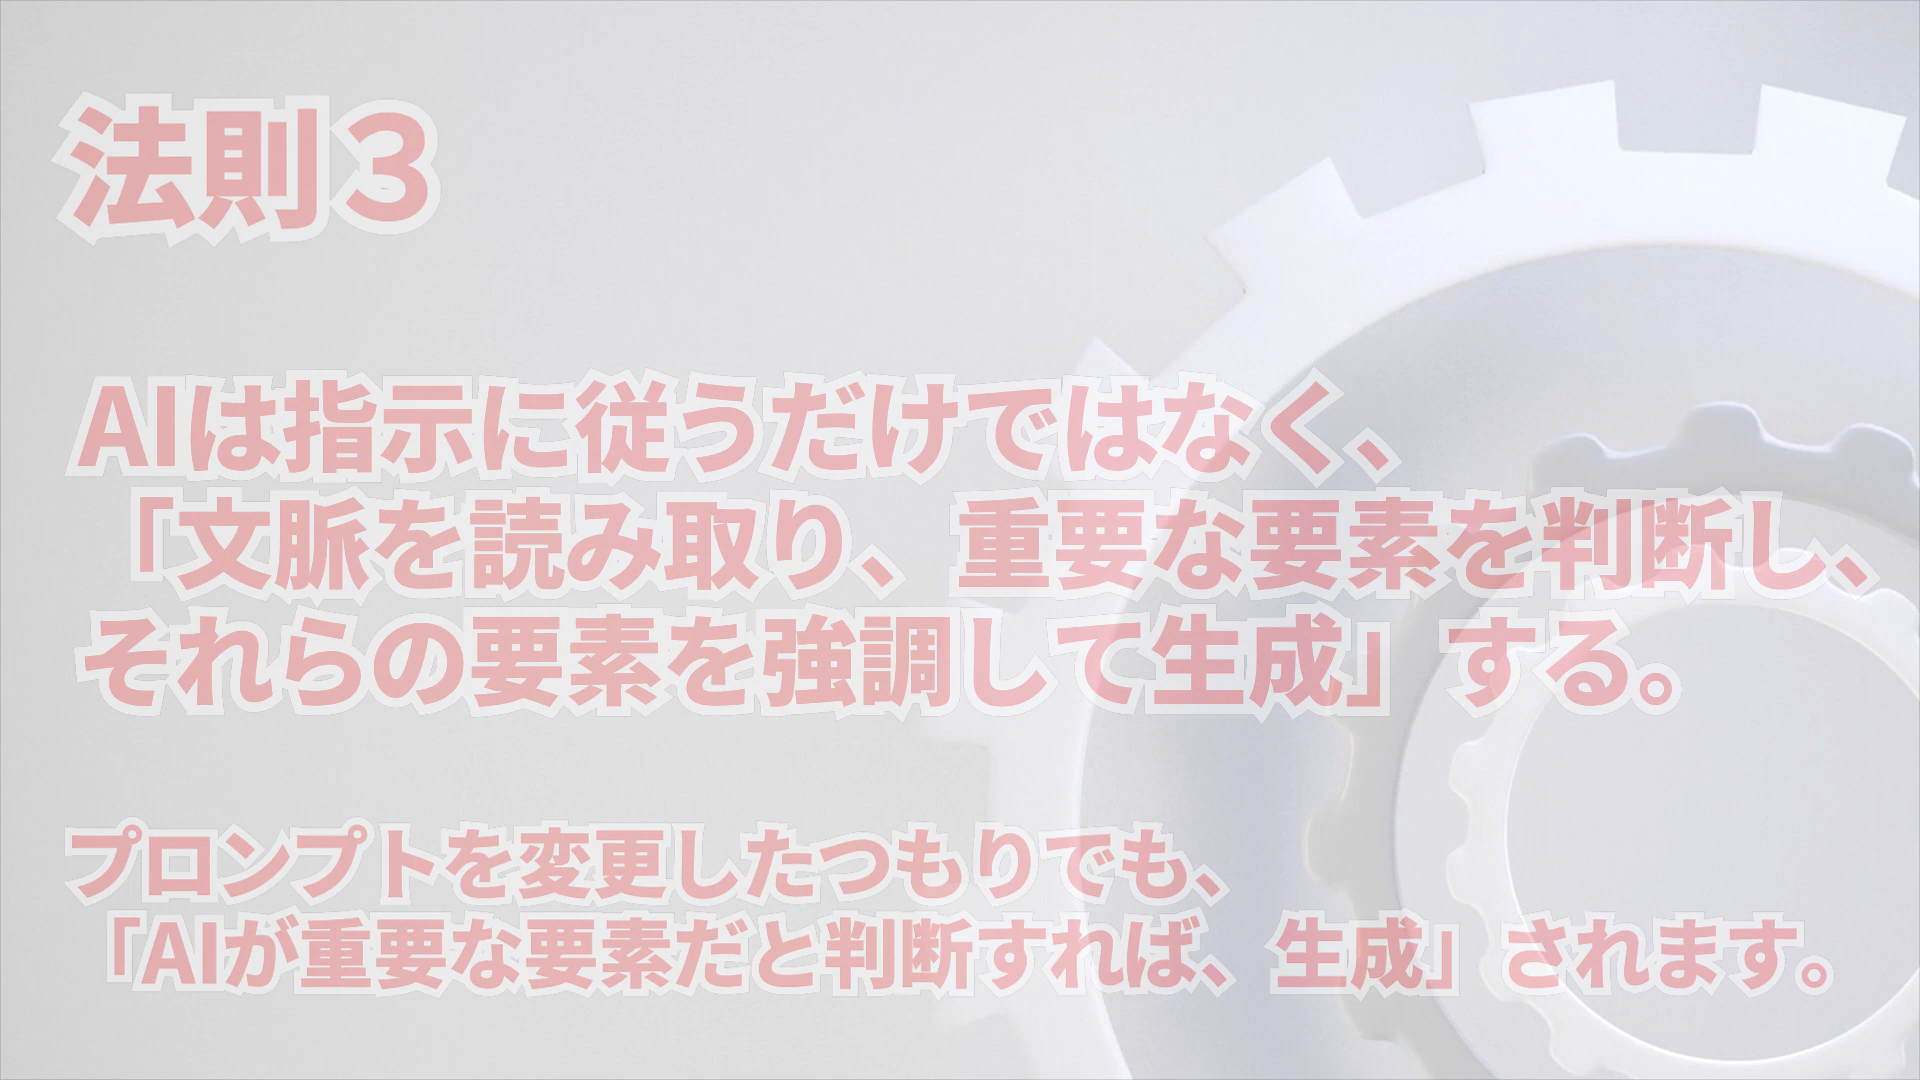 法則３
AIは指示に従うだけではなく、
「文脈を読み取り、重要な要素を判断し、
それらの要素を強調して生成」する。
プロンプトを変更したつもりでも、
「AIが重要な要素だと判断すれば、生成」されます。